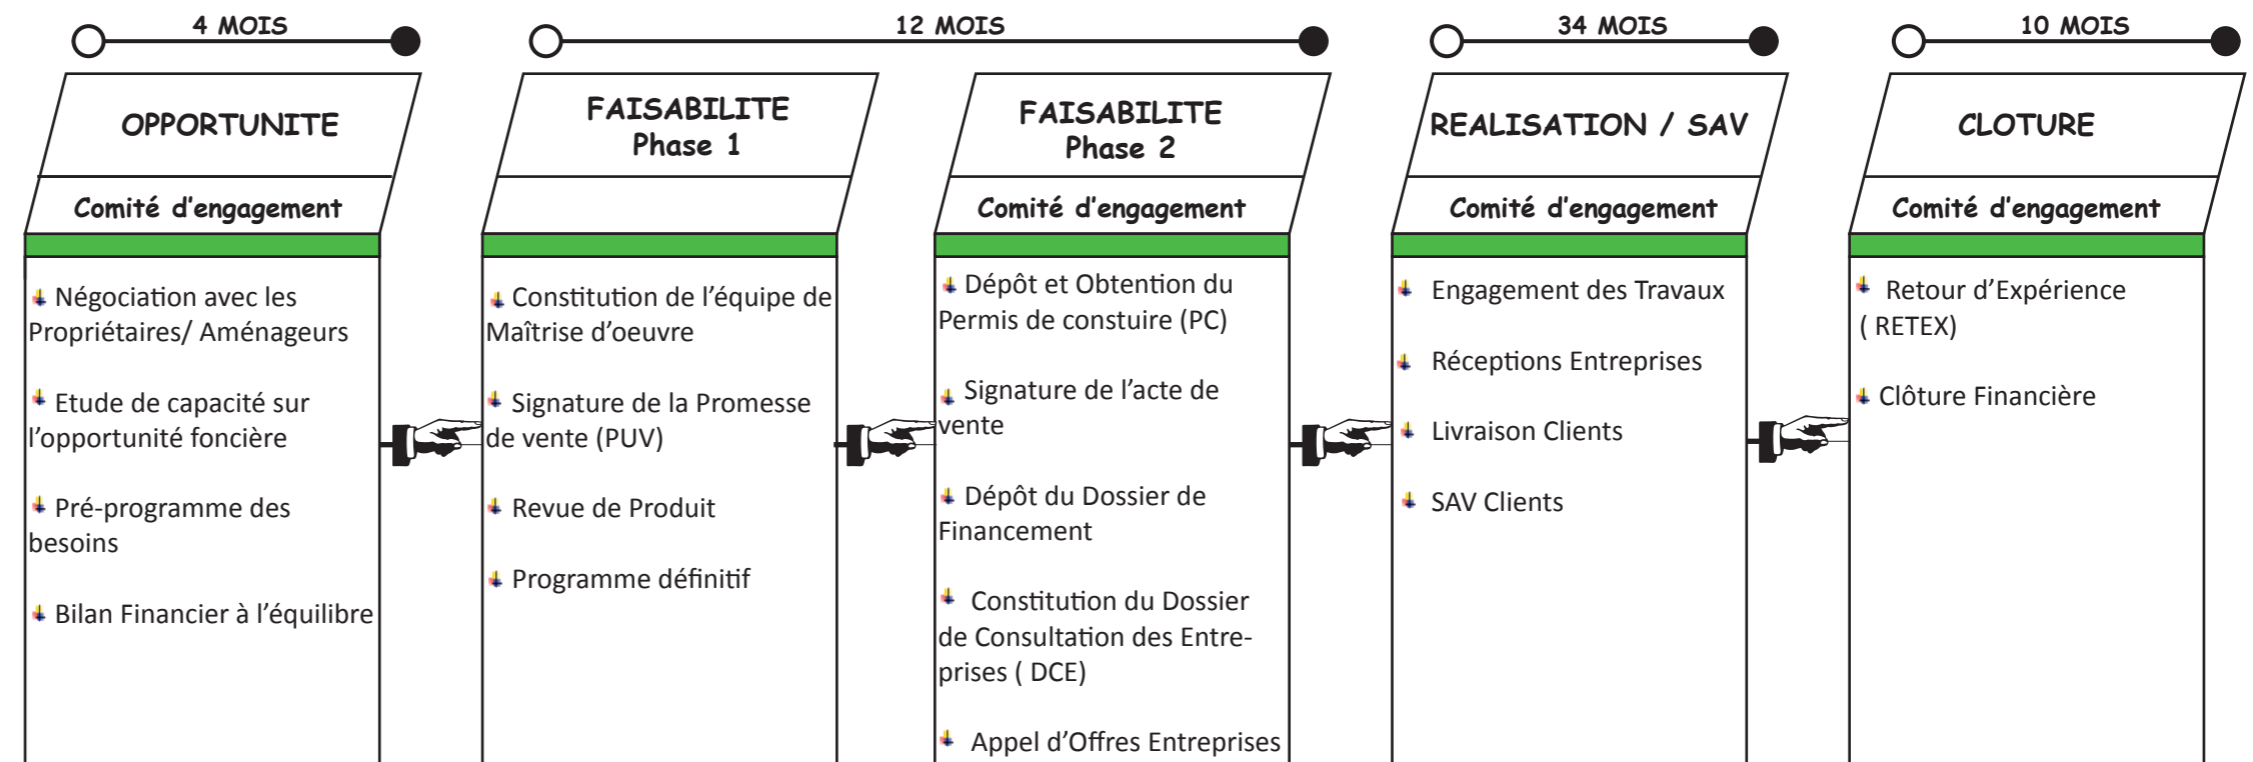 4 MOIS
12 MOIS
34 MOIS
10 MOIS
OPPORTUNITE
Comité d'engagement
Négociation avec les
Propriétaires/ Aménageurs
Etude de capacité sur
l'opportunité foncière
Pré-programme des
besoins
Bilan Financier à l'équilibre
FAISABILITE
Phase 1
Constitution de l'équipe de
Maîtrise d'oeuvre
Signature de la Promesse
de vente (PUV)
Revue de Produit
Programme définitif
FAISABILITE
Phase 2
Comité d'engagement
Dépôt et Obtention du
Permis de constuire (PC)
Signature de l'acte de
vente
Dépôt du Dossier de
Financement
Constitution du Dossier
de Consultation des Entre-
prises ( DCE)
Appel d'Offres Entreprises
REALISATION / SAV
Comité d'engagement
Engagement des Travaux
Réceptions Entreprises
Livraison Clients
SAV Clients
CLOTURE
Comité d'engagement
Retour d'Expérience
( RETEX)
Clôture Financière